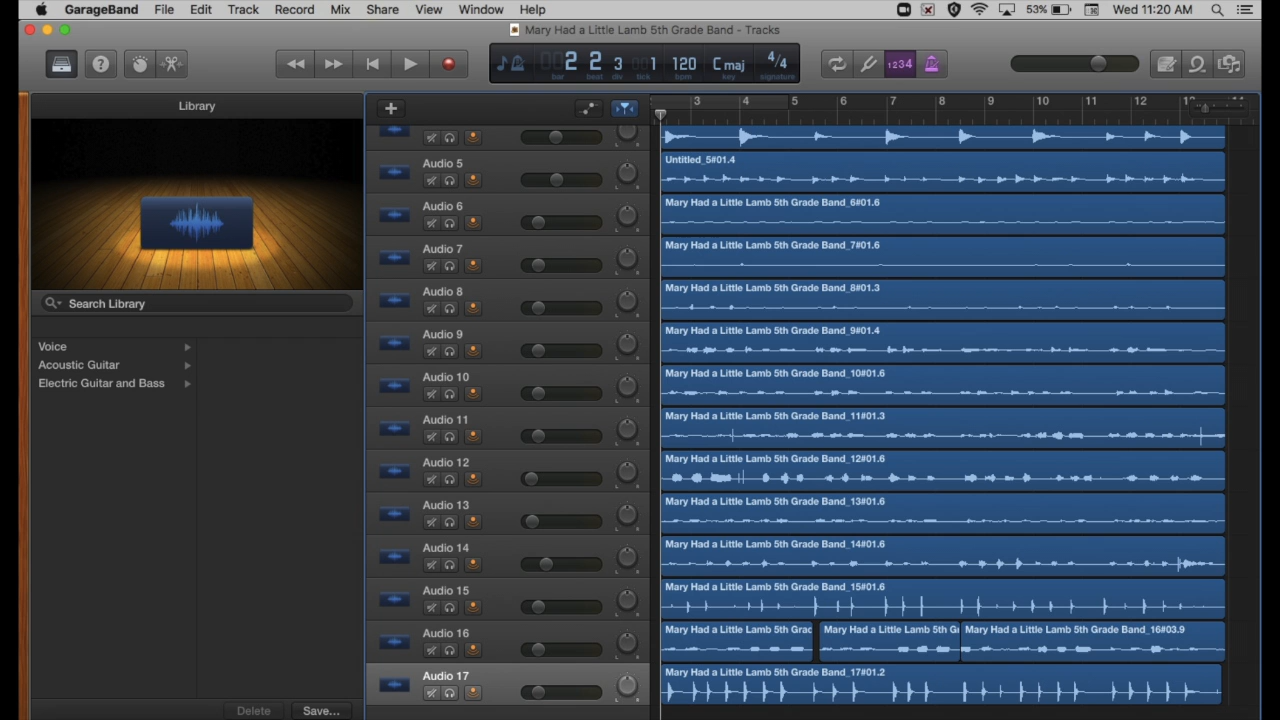 GarageBand File Edit Track Record Mix Share View Window Help 53% Wed 11:20 AM
Mary Had a Little Lamb 5th Grade Band - Tracks
2 2 3 1 120 C maj 4/4
bar beat div tick bpm key signature
1234
Library
3 4 5 6 7 8 9 10 11 12
Audio 5
Untitled_5#01.4
Audio 6
Mary Had a Little Lamb 5th Grade Band_6#01.6
Audio 7
Mary Had a Little Lamb 5th Grade Band_7#01.6
Audio 8
Mary Had a Little Lamb 5th Grade Band_8#01.3
Search Library
Audio 9
Mary Had a Little Lamb 5th Grade Band_9#01.4
Voice
Acoustic Guitar
Electric Guitar and Bass
Audio 10
Mary Had a Little Lamb 5th Grade Band_10#01.6
Audio 11
Mary Had a Little Lamb 5th Grade Band_11#01.3
Audio 12
Mary Had a Little Lamb 5th Grade Band_12#01.6
Audio 13
Mary Had a Little Lamb 5th Grade Band_13#01.6
Audio 14
Mary Had a Little Lamb 5th Grade Band_14#01.6
Audio 15
Mary Had a Little Lamb 5th Grade Band_15#01.6
Audio 16
Mary Had a Little Lamb 5th Grad Mary Had a Little Lamb 5th Gr Mary Had a Little Lamb 5th Grade Band_16#03.9
Audio 17
Mary Had a Little Lamb 5th Grade Band_17#01.2
Delete Save...